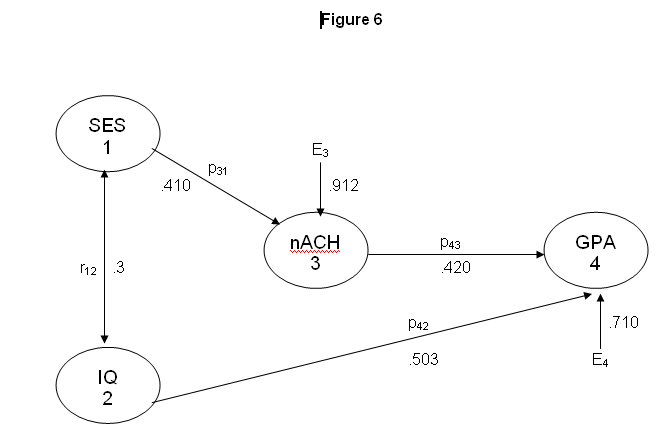 Figure 6
SES
1
p31
.410
E3
.912
nACH
3
p43
.420
GPA
4
r12 .3
p42
.503
.710
E4
IQ
2